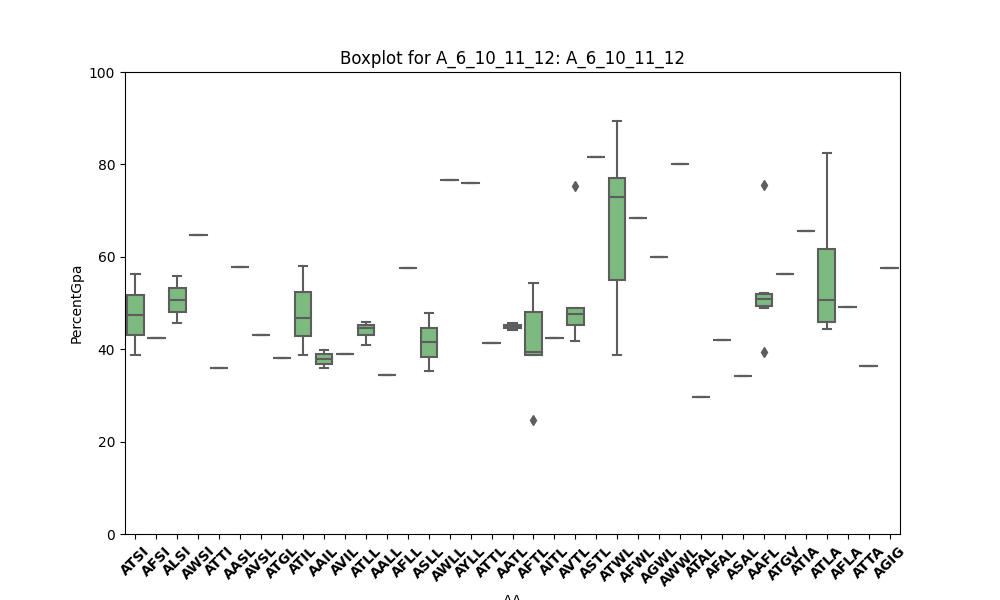 Boxplot for A_6_10_11_12: A_6_10_11_12
100
80
60
40
20
0
PercentGpa
ATSI AFSI ALSI AWSI ATTI AASL AVSL ATGL ATIL AAIL AVIL ATLL AALL AFLL ASLL AWLL AYLL ATTL AATL AFTL AITL AVTL ASTL ATWL AFWL AGWL AWWL ATAL AFAL ASAL AAFL ATGV ATIA ATLA AFLA ATTA AGIG
AA